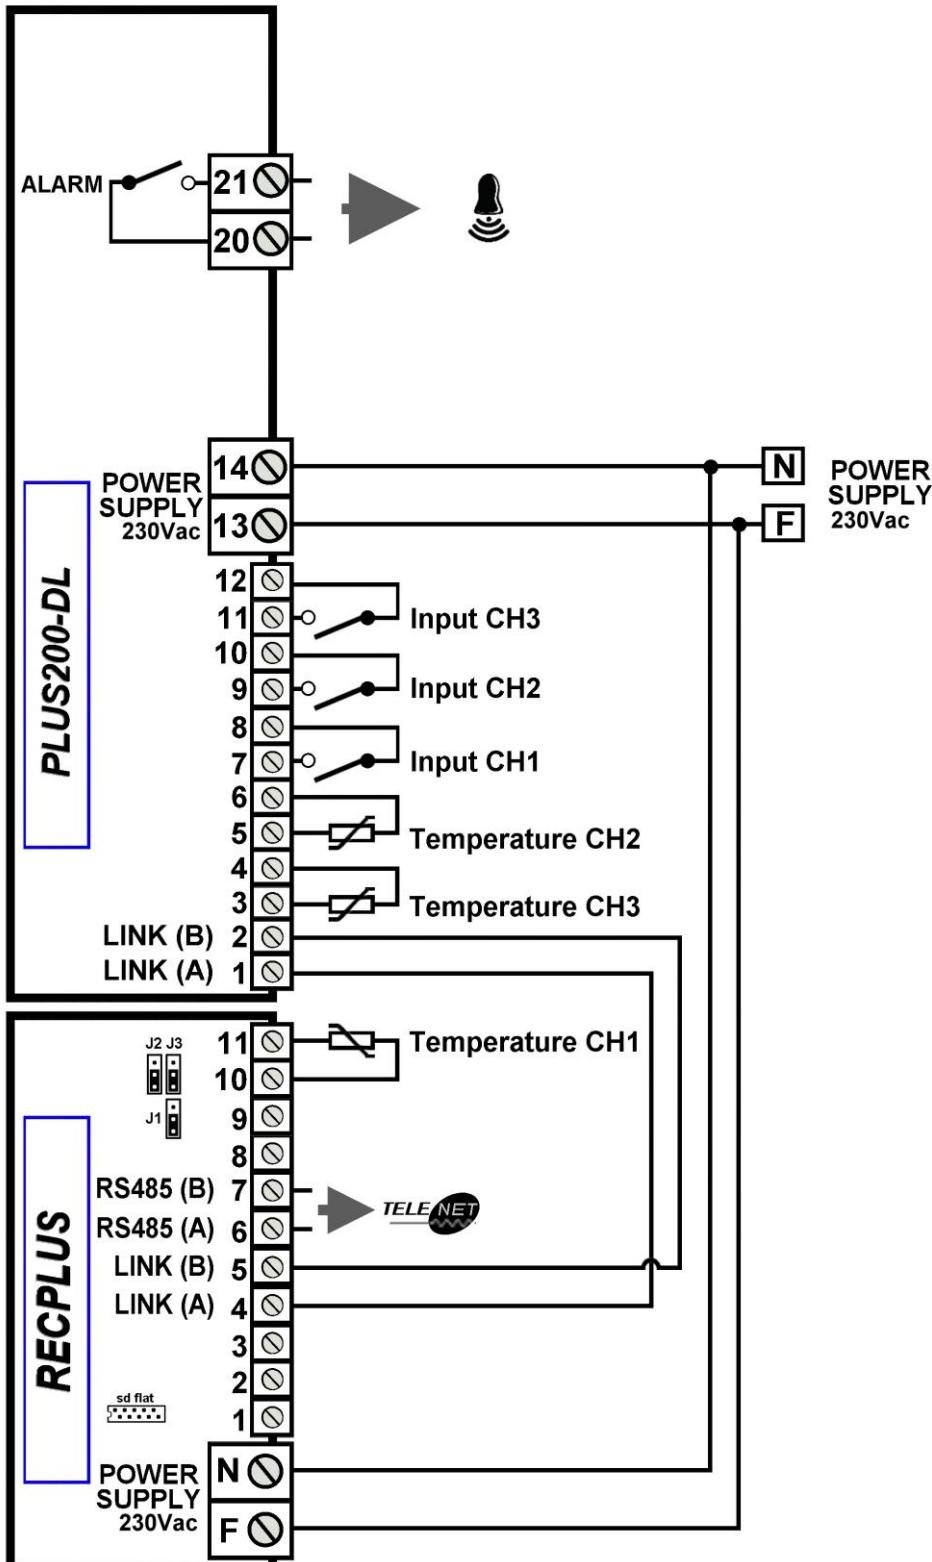 ALARM
21
20
14
13
POWER
SUPPLY
230Vac
N
F
POWER
SUPPLY
230Vac
PLUS200-DL
12
11
Input CH3
10
9
Input CH2
8
7
Input CH1
6
5
Temperature CH2
4
3
Temperature CH3
LINK (B) 2
LINK (A) 1
J2 J3
J1
11
Temperature CH1
10
9
8
RS485 (B) 7
TELE NET
RS485 (A) 6
LINK (B) 5
LINK (A) 4
3
2
1
RECPLUS
sd flat
POWER
SUPPLY
230Vac
N
F